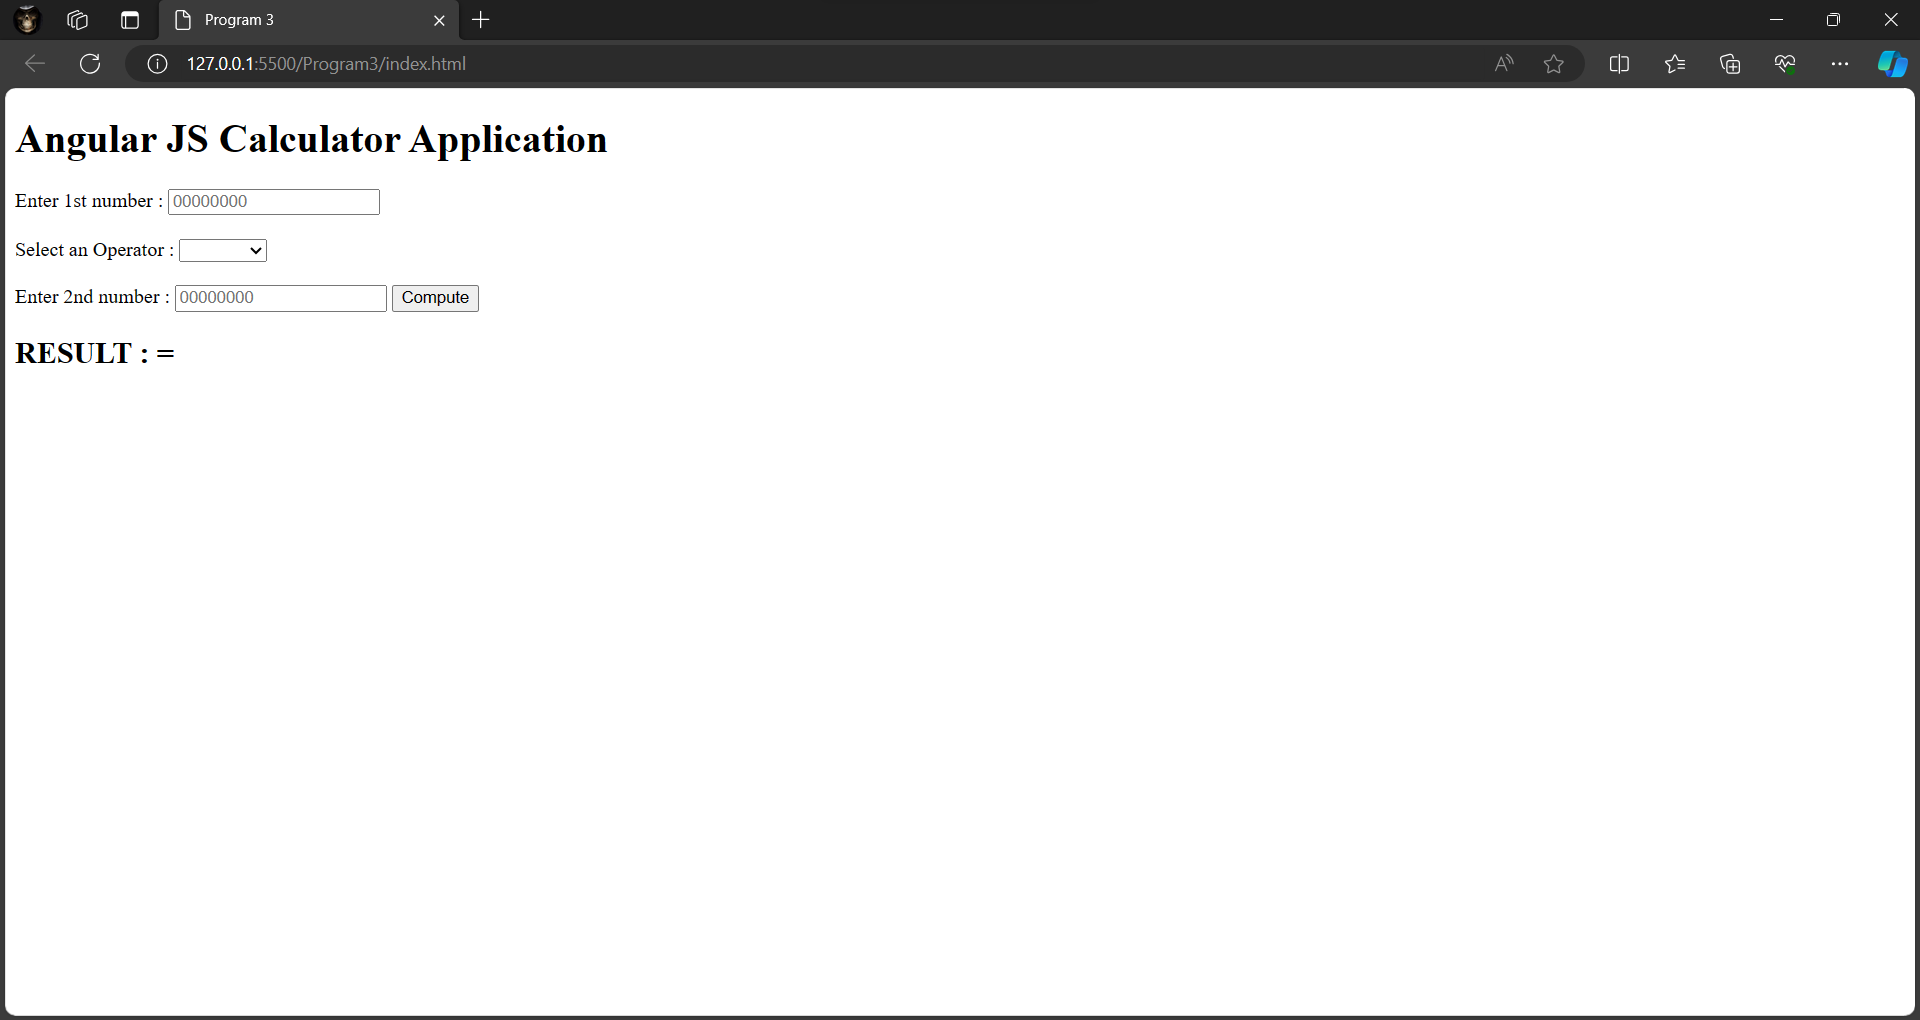 Program 3
127.0.0.1:5500/Program3/index.html
Angular JS Calculator Application
Enter 1st number : 00000000
Select an Operator :
Enter 2nd number : 00000000 Compute
RESULT : =